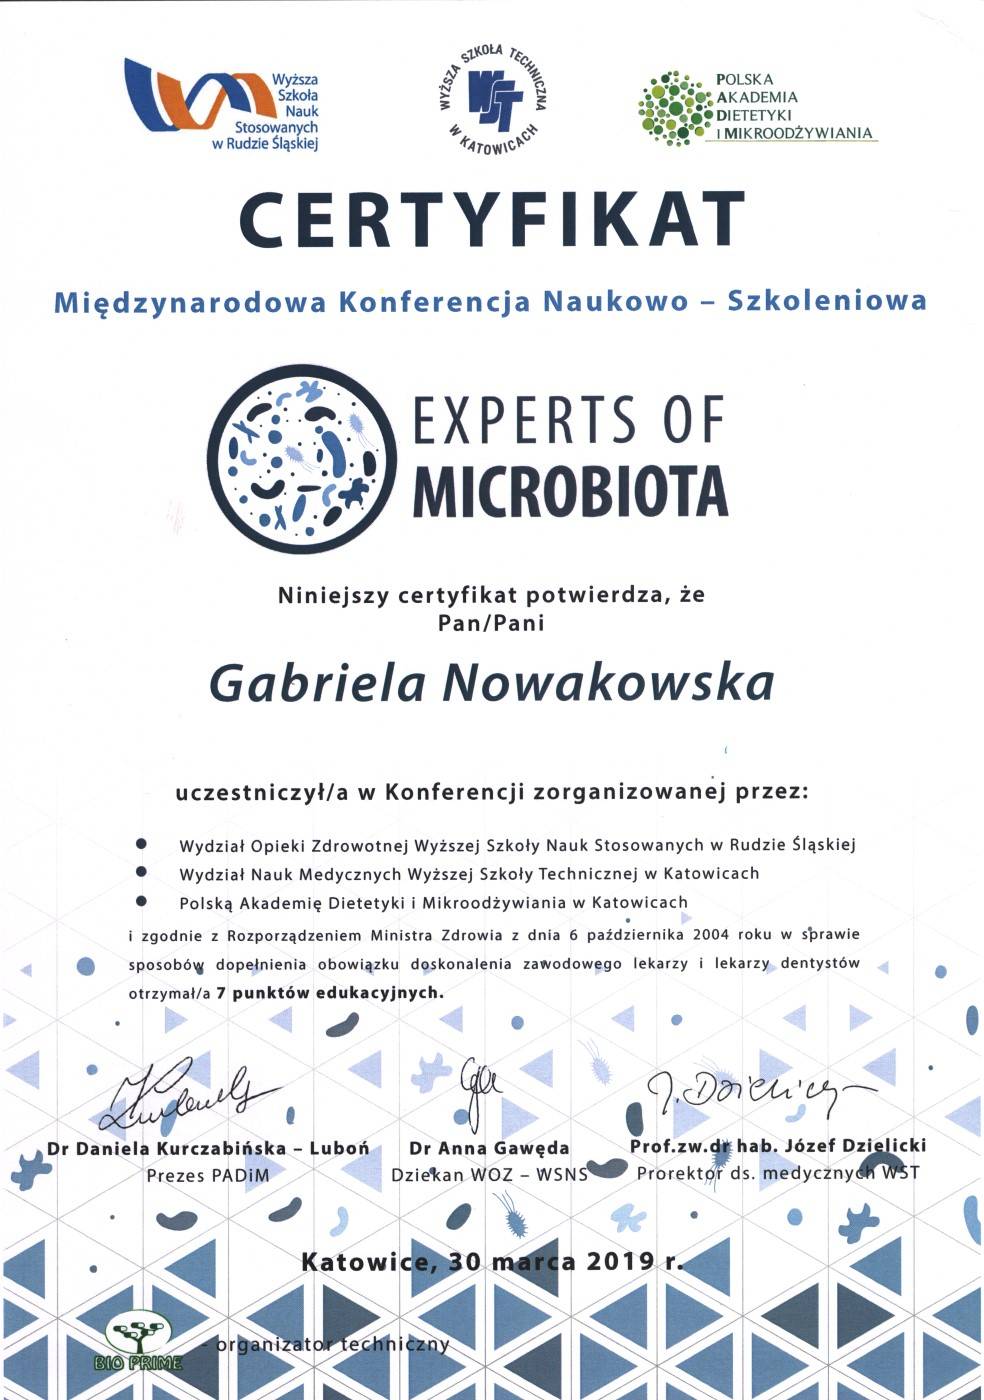 Wyższa
Szkoła
Nauk
Stosowanych
w Rudzie Śląskiej
WYŻSZA SZKOŁA TECHNICZNA
WST
W KATOWICACH
POLSKA
AKADEMIA
DIETETYKI
I MIKROODŻYWIANIA
CERTYFIKAT
Międzynarodowa Konferencja Naukowo – Szkoleniowa
EXPERTS OF
MICROBIOTA
Niniejszy certyfikat potwierdza, że
Pan/Pani
Gabriela Nowakowska
uczestniczył/a w Konferencji zorganizowanej przez:
• Wydział Opieki Zdrowotnej Wyższej Szkoły Nauk Stosowanych w Rudzie Śląskiej
• Wydział Nauk Medycznych Wyższej Szkoły Technicznej w Katowicach
• Polską Akademię Dietetyki i Mikroodżywiania w Katowicach
i zgodnie z Rozporządzeniem Ministra Zdrowia z dnia 6 października 2004 roku w sprawie
sposobów dopełnienia obowiązku doskonalenia zawodowego lekarzy i lekarzy dentystów
otrzymał/a 7 punktów edukacyjnych.
J. Dzielicki
Dr Daniela Kurczabińska – Luboń
Dr Anna Gawęda
Prof.zw.dr hab. Józef Dzielicki
Prezes PADiM
Dziekan WOZ – WSNS
Prorektor ds. medycznych WST
Katowice, 30 marca 2019 r.
BIO PRIME
- organizator techniczny